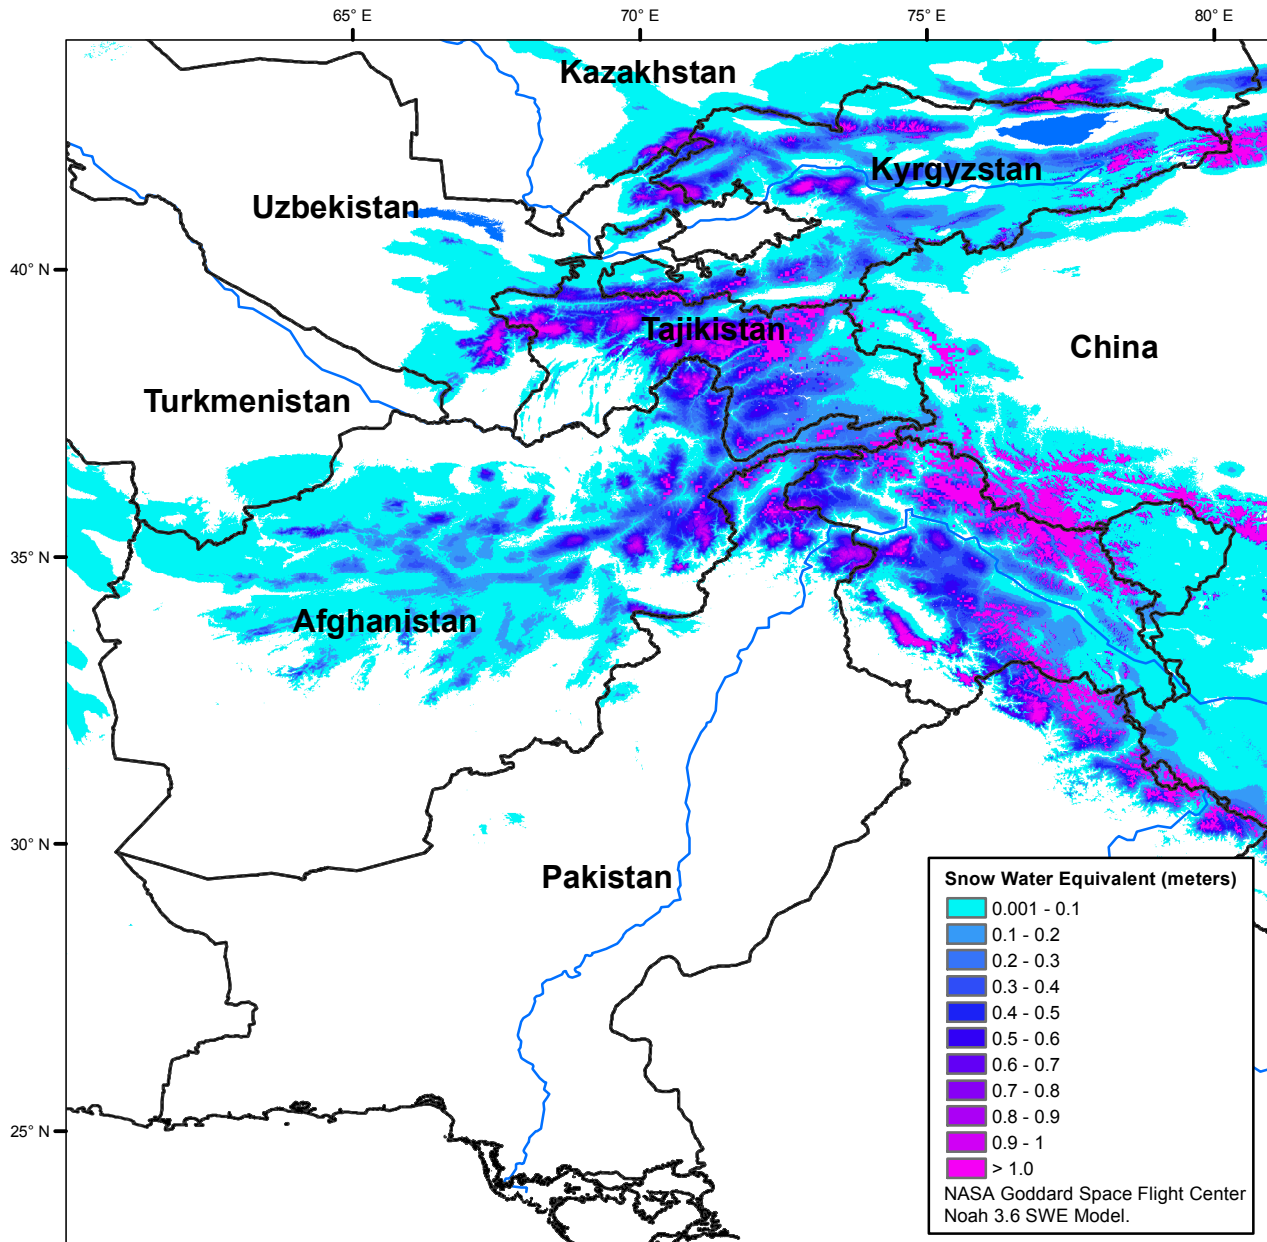 65° E
70° E
75° E
80° E
Kazakhstan
Kyrgyzstan
Uzbekistan
40° N
Tajikistan
China
Turkmenistan
35° N
Afghanistan
30° N
Pakistan
25° N
Snow Water Equivalent (meters)
0.001 - 0.1
0.1 - 0.2
0.2 - 0.3
0.3 - 0.4
0.4 - 0.5
0.5 - 0.6
0.6 - 0.7
0.7 - 0.8
0.8 - 0.9
0.9 - 1
> 1.0
NASA Goddard Space Flight Center
Noah 3.6 SWE Model.